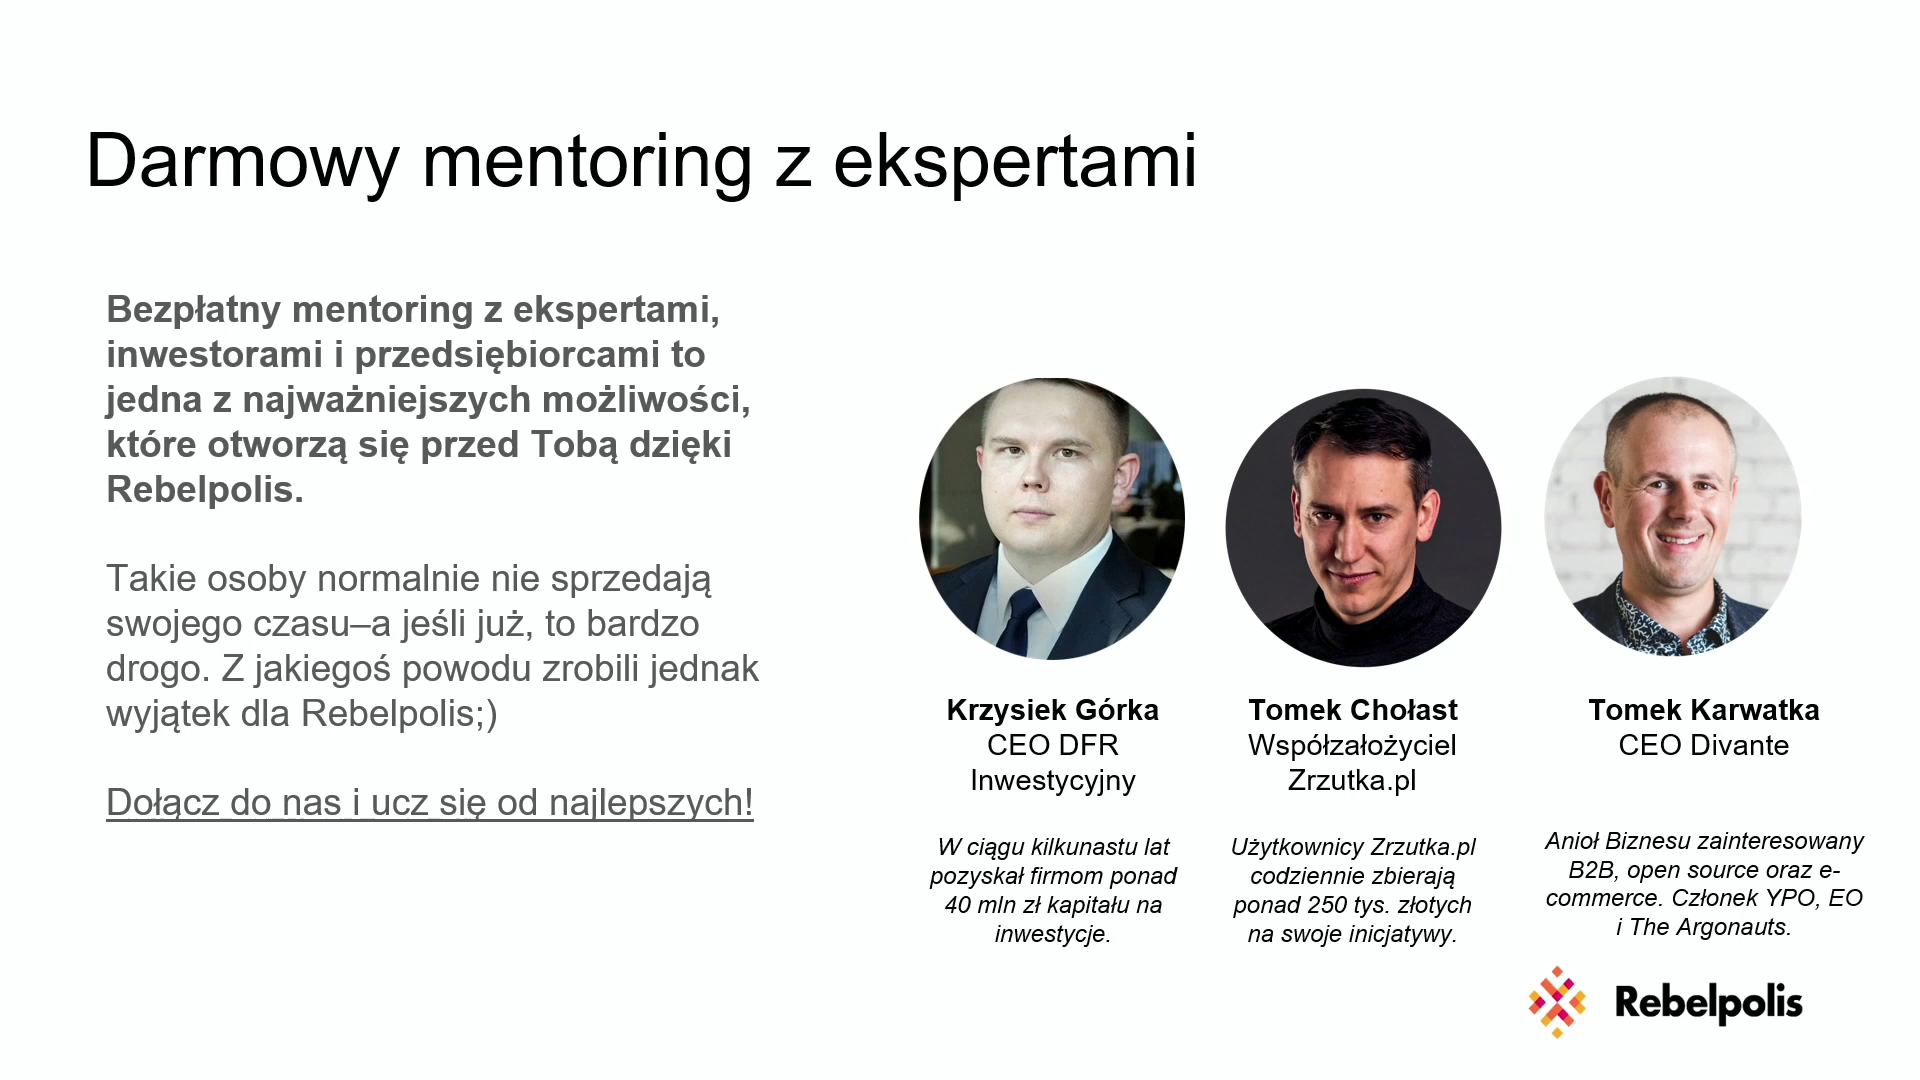 Darmowy mentoring z ekspertami
Bezpłatny mentoring z ekspertami,
inwestorami i przedsiębiorcami to
jedna z najważniejszych możliwości,
które otworzą się przed Tobą dzięki
Rebelpolis.
Takie osoby normalnie nie sprzedają
swojego czasu–a jeśli już, to bardzo
drogo. Z jakiegoś powodu zrobili jednak
wyjątek dla Rebelpolis;)
Dołącz do nas i ucz się od najlepszych!
Krzysiek Górka
CEO DFR
Inwestycyjny
W ciągu kilkunastu lat
pozyskał firmom ponad
40 mln zł kapitału na
inwestycje.
Tomek Chołast
Współzałożyciel
Zrzutka.pl
Użytkownicy Zrzutka.pl
codziennie zbierają
ponad 250 tys. złotych
na swoje inicjatywy.
Tomek Karwatka
CEO Divante
Anioł Biznesu zainteresowany
B2B, open source oraz e-
commerce. Członek YPO, EO
i The Argonauts.
Rebelpolis